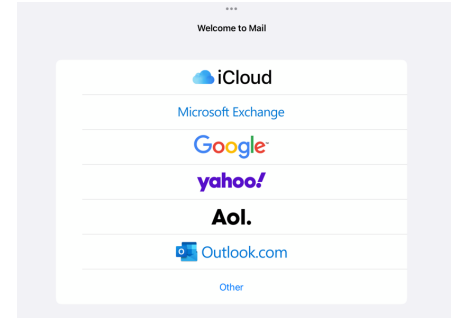 Welcome to Mail
iCloud
Microsoft Exchange
Google
yahoo!
Aol.
Outlook.com
Other